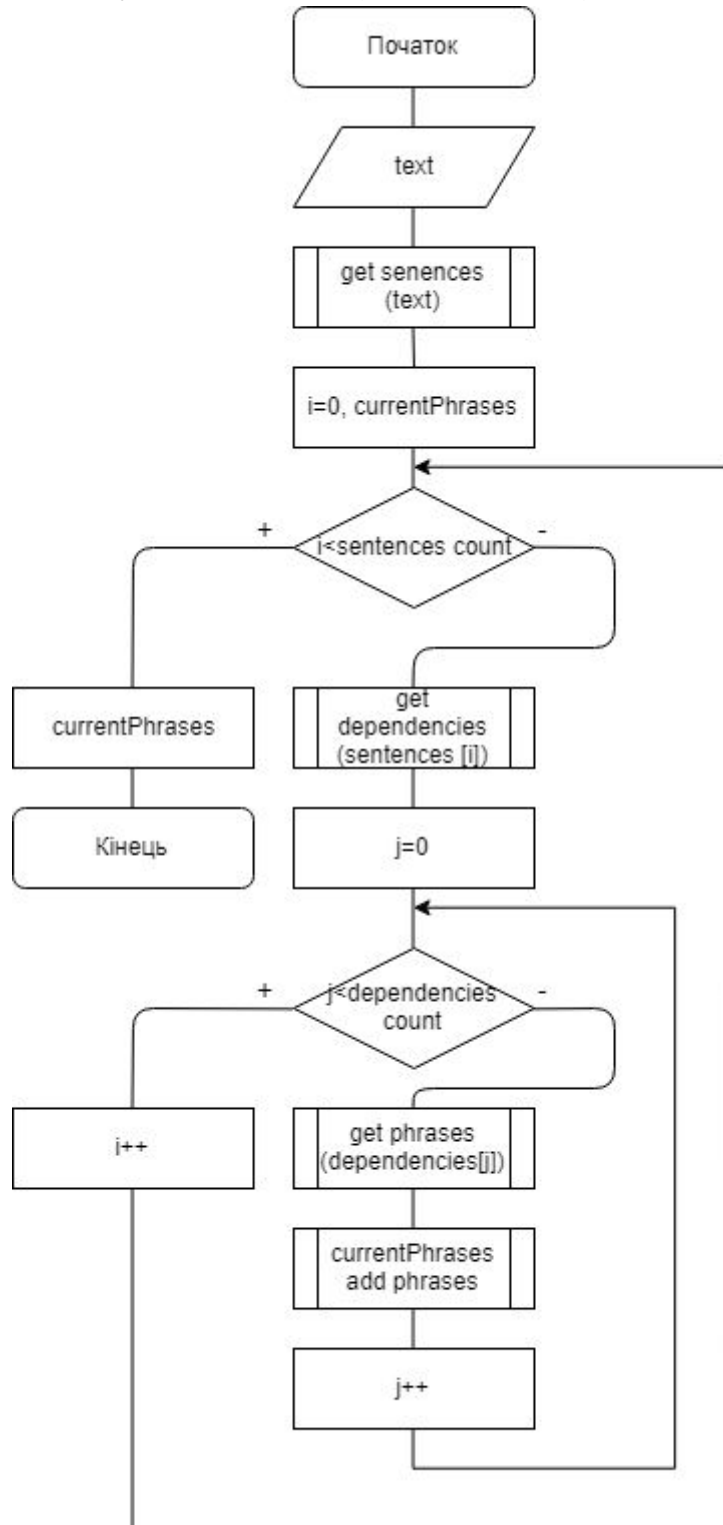 Початок
text
get senences
(text)
i=0, currentPhrases
+
-
i<sentences count
currentPhrases
get
dependencies
(sentences [i])
Кінець
j=0
+
-
j<dependencies
count
i++
get phrases
(dependencies[j])
currentPhrases
add phrases
j++